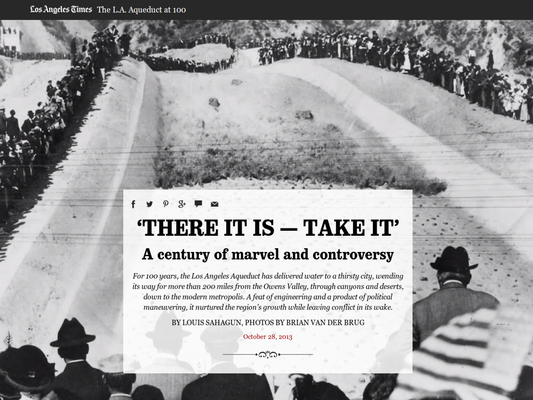 Los Angeles Times The L.A. Aqueduct at 100
‘THERE IT IS — TAKE IT’
A century of marvel and controversy
For 100 years, the Los Angeles Aqueduct has delivered water to a thirsty city, wending
its way for more than 200 miles from the Owens Valley, through canyons and deserts,
down to the modern metropolis. A feat of engineering and a product of political
maneuvering, it nurtured the region’s growth while leaving conflict in its wake.
BY LOUIS SAHAGUN, PHOTOS BY BRIAN VAN DER BRUG
October 28, 2013